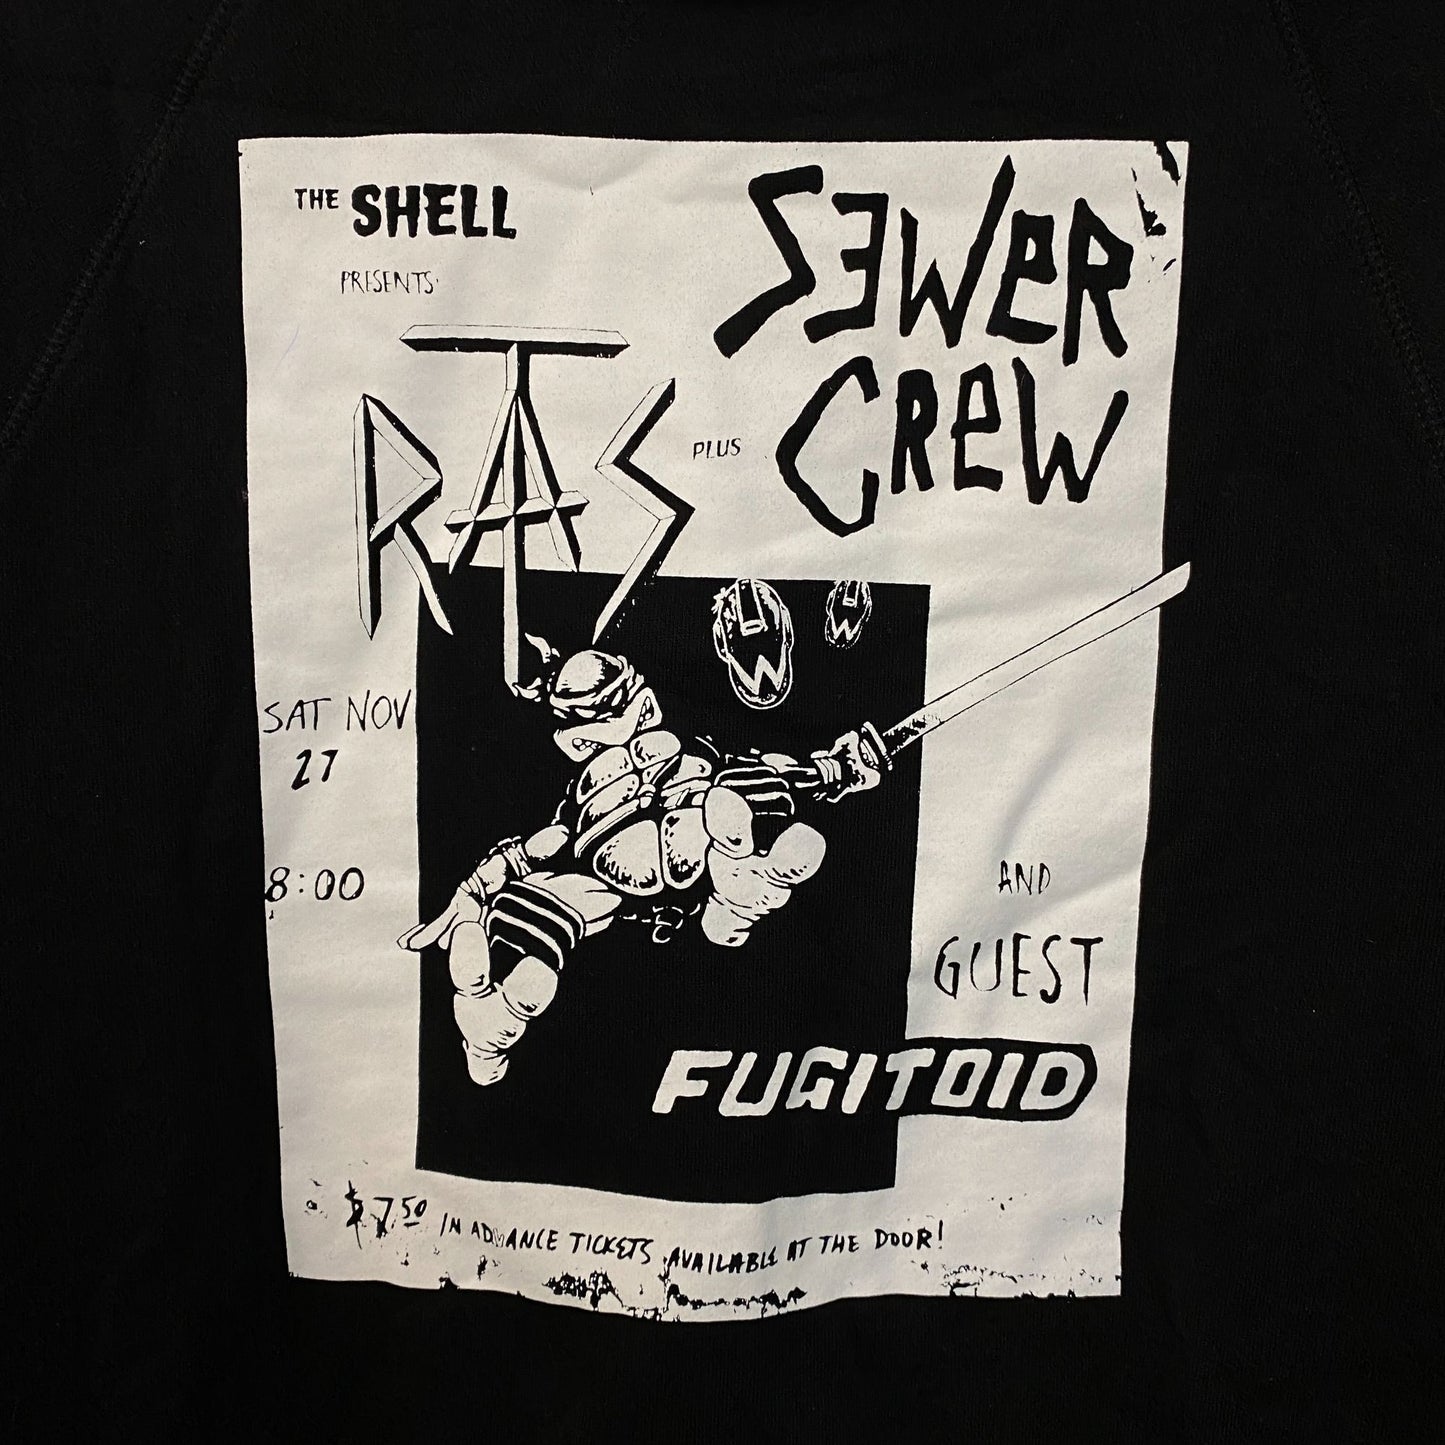 THE SHELL
PRESENTS
SEWER
CREW
RATS
PLUS
SAT NOV
27
8:00
AND
GUEST
FUGITOID
$7.50 IN ADVANCE TICKETS AVAILABLE AT THE DOOR!
W
W